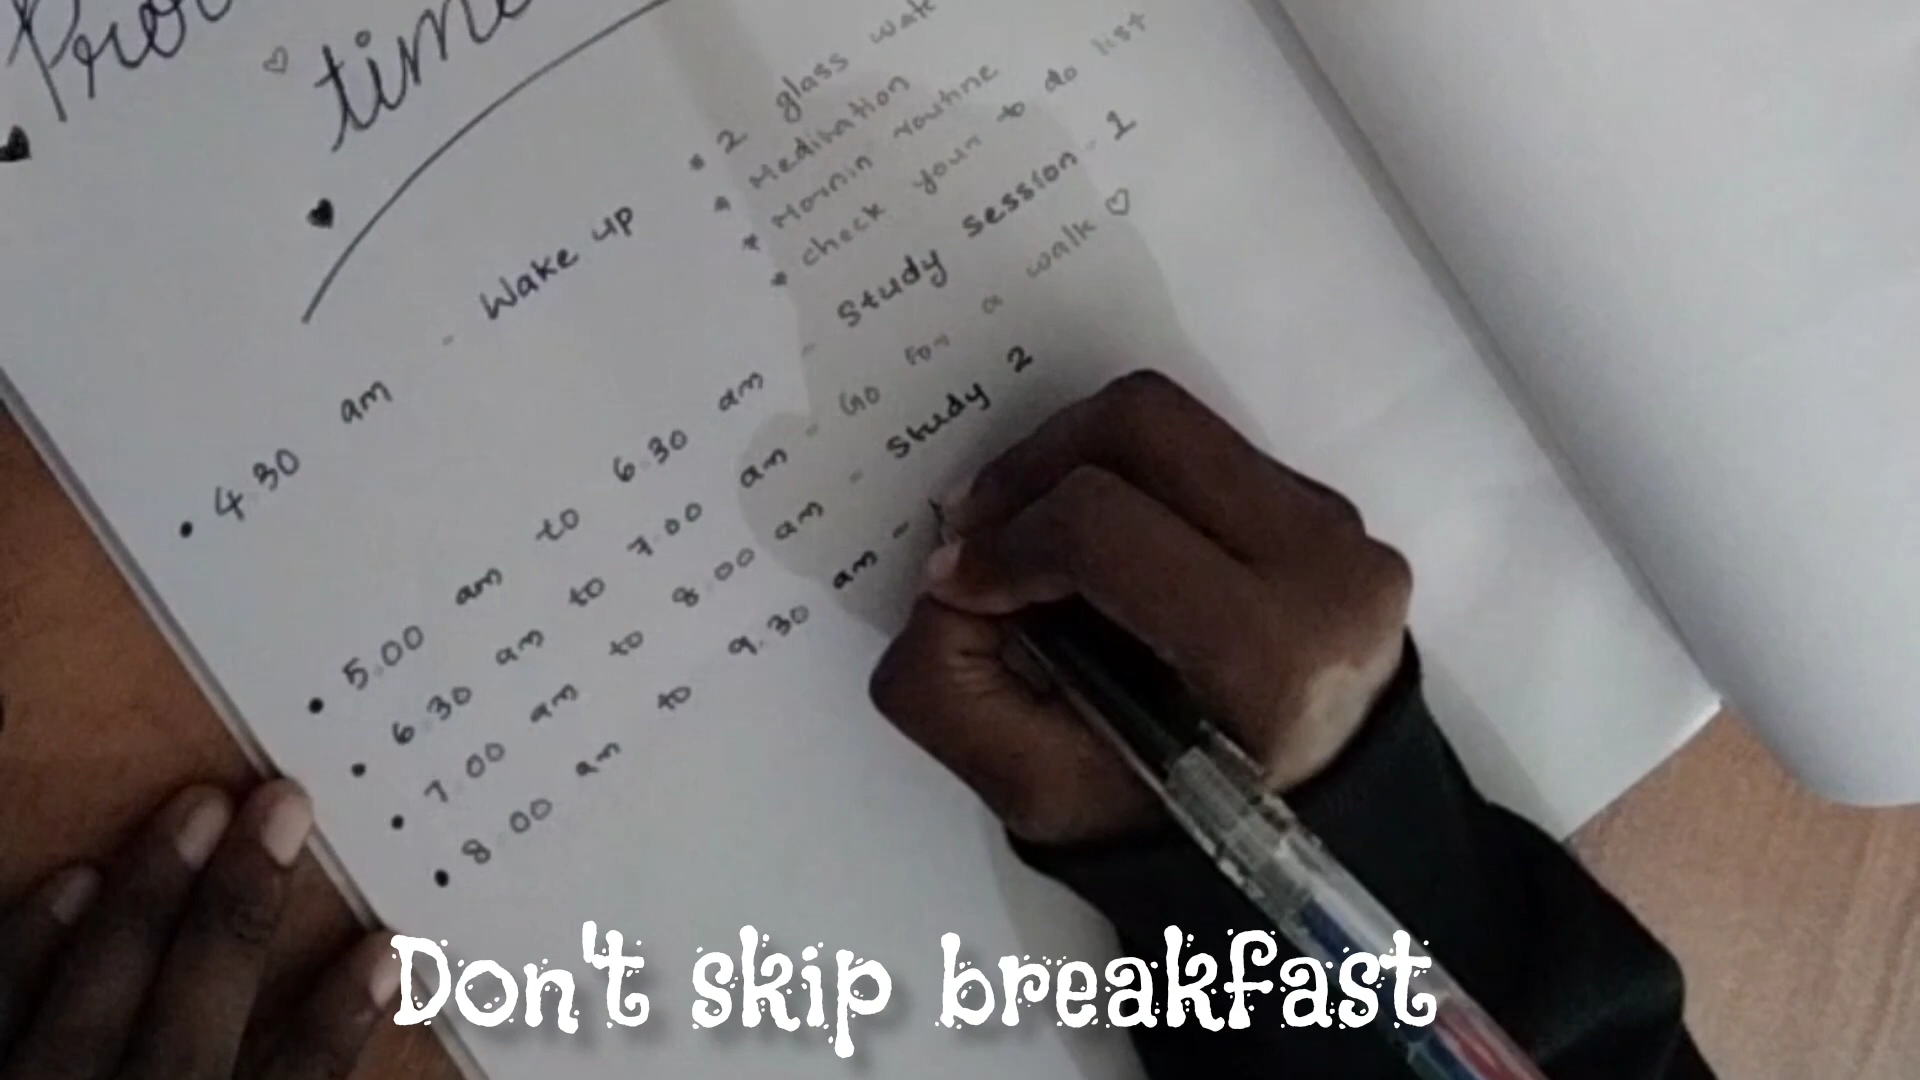 time
• 4.30 am - Wake up
* 2 glass
* Meditation
* Mornin routine
* check your to do list
• 5.00 am to 6.30 am - Study session - 1
• 6.30 am to 7.00 am - Go for a walk ♡
• 7.00 am to 8.00 am - Study 2
• 8.00 am to 9.30 am -
Don't skip breakfast